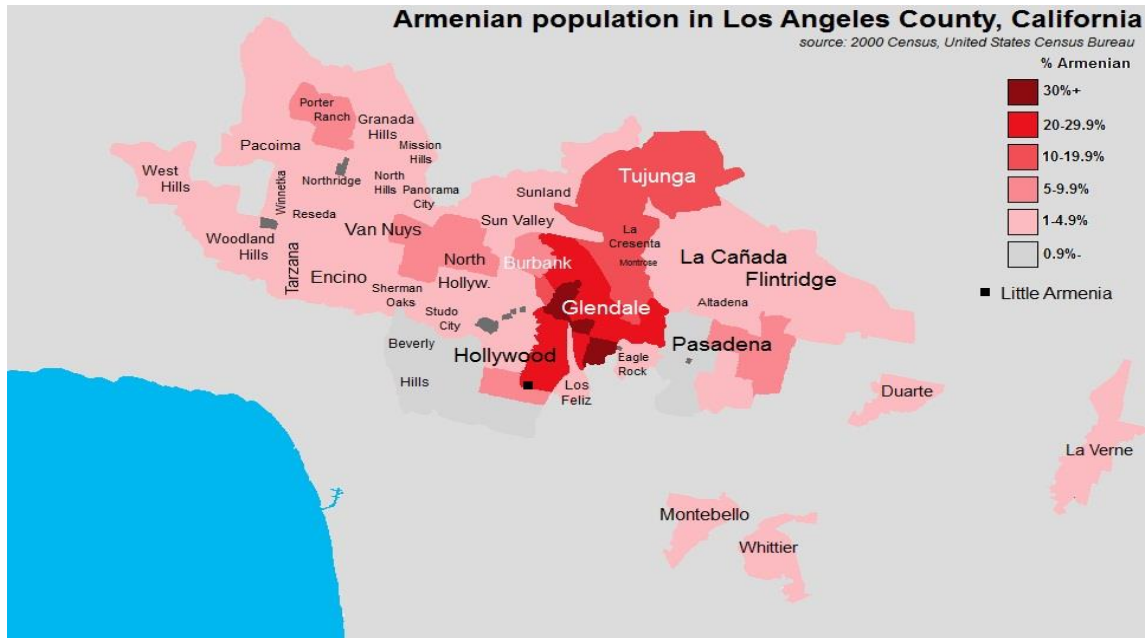 Armenian population in Los Angeles County, California
source: 2000 Census, United States Census Bureau
% Armenian
30%+
20-29.9%
10-19.9%
5-9.9%
1-4.9%
0.9%-
Little Armenia
Porter
Ranch
Granada
Hills
Pacoima
Mission
Hills
West
Hills
Winnetka
Northridge
North
Hills
Panorama
City
Sunland
Tujunga
Reseda
Sun Valley
Van Nuys
Woodland
Hills
Tarzana
Encino
North
Hollyw.
Burbank
La
Cresenta
Montrose
La Cañada
Flintridge
Sherman
Oaks
Studo
City
Glendale
Altadena
Beverly
Hills
Hollywood
Eagle
Rock
Pasadena
Los
Feliz
Duarte
La Verne
Montebello
Whittier